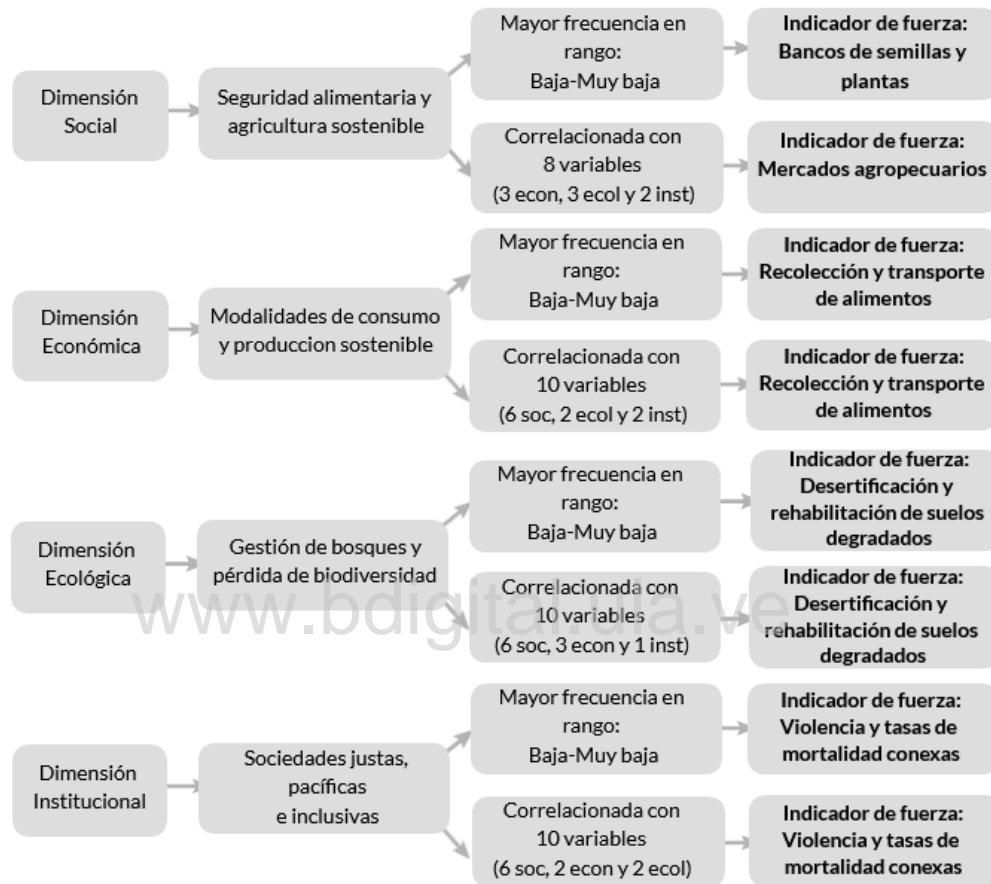 Dimensión
Social
Seguridad alimentaria y
agricultura sostenible
Mayor frecuencia en
rango:
Baja-Muy baja
Indicador de fuerza:
Bancos de semillas y
plantas
Correlacionada con
8 variables
(3 econ, 3 ecol y 2 inst)
Indicador de fuerza:
Mercados agropecuarios
Dimensión
Económica
Modalidades de consumo
y produccion sostenible
Mayor frecuencia en
rango:
Baja-Muy baja
Indicador de fuerza:
Recolección y transporte
de alimentos
Correlacionada con
10 variables
(6 soc, 2 ecol y 2 inst)
Indicador de fuerza:
Recolección y transporte
de alimentos
Dimensión
Ecológica
Gestión de bosques y
pérdida de biodiversidad
Mayor frecuencia en
rango:
Baja-Muy baja
Indicador de fuerza:
Desertificación y
rehabilitación de suelos
degradados
Correlacionada con
10 variables
(6 soc, 3 econ y 1 inst)
Indicador de fuerza:
Desertificación y
rehabilitación de suelos
degradados
www.bdigital.ula.ve
Dimensión
Institucional
Sociedades justas,
pacíficas
e inclusivas
Mayor frecuencia en
rango:
Baja-Muy baja
Indicador de fuerza:
Violencia y tasas de
mortalidad conexas
Correlacionada con
10 variables
(6 soc, 2 econ y 2 ecol)
Indicador de fuerza:
Violencia y tasas de
mortalidad conexas